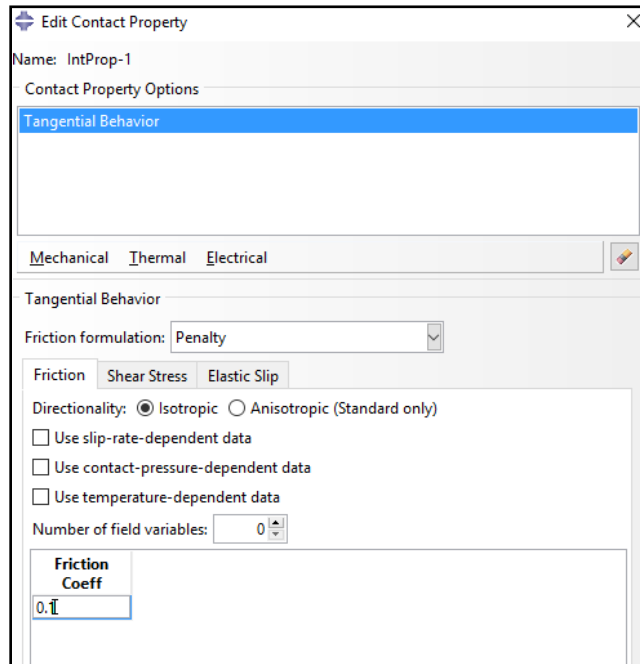 Edit Contact Property
Name: IntProp-1
Contact Property Options
Tangential Behavior
Mechanical Thermal Electrical
Tangential Behavior
Friction formulation: Penalty
Friction Shear Stress Elastic Slip
Directionality: Isotropic Anisotropic (Standard only)
Use slip-rate-dependent data
Use contact-pressure-dependent data
Use temperature-dependent data
Number of field variables: 0
Friction
Coeff
0.1